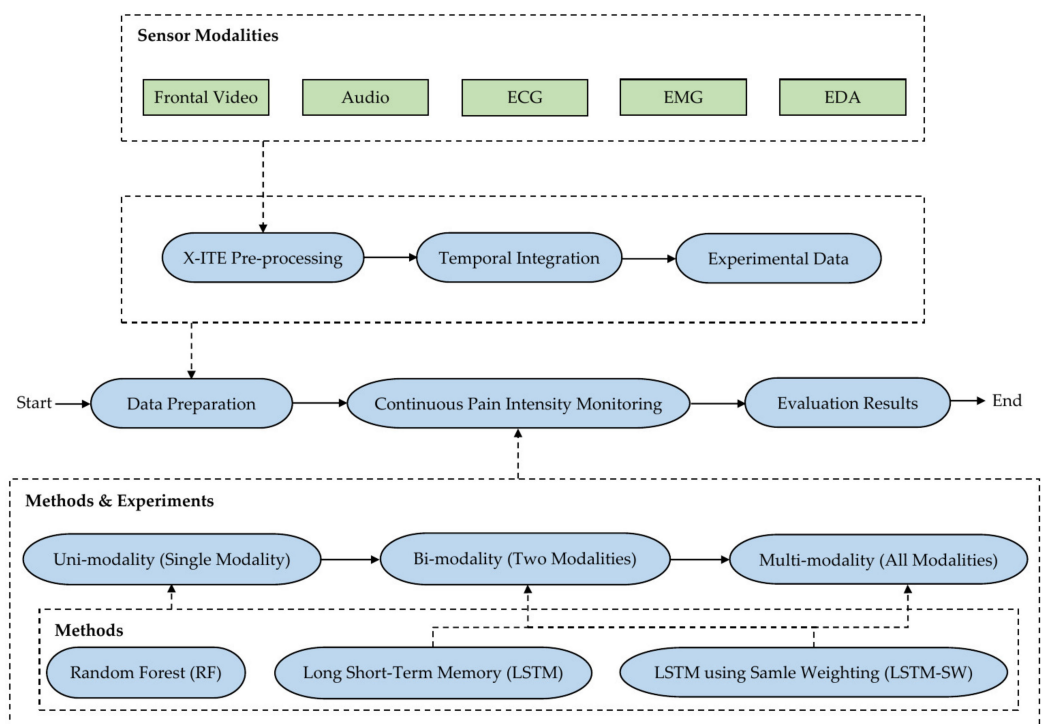 Sensor Modalities
Frontal Video
Audio
ECG
EMG
EDA
X-ITE Pre-processing
Temporal Integration
Experimental Data
Start
Data Preparation
Continuous Pain Intensity Monitoring
Evaluation Results
End
Methods & Experiments
Uni-modality (Single Modality)
Bi-modality (Two Modalities)
Multi-modality (All Modalities)
Methods
Random Forest (RF)
Long Short-Term Memory (LSTM)
LSTM using Samle Weighting (LSTM-SW)